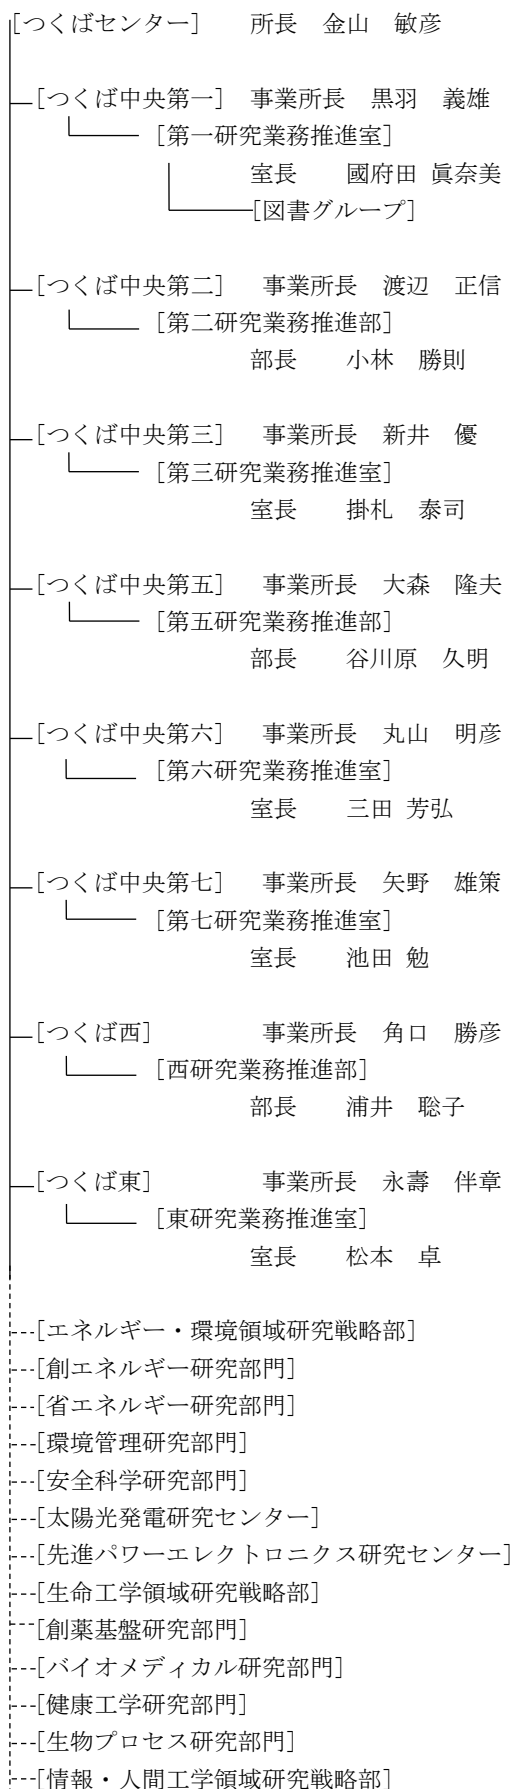 [つくばセンター]　　所長　金山　敏彦
[つくば中央第一]　事業所長　黒羽　義雄
[第一研究業務推進室]
室長　　國府田 眞奈美
[図書グループ]
[つくば中央第二]　事業所長　渡辺　正信
[第二研究業務推進部]
部長　　小林　勝則
[つくば中央第三]　事業所長　新井　優
[第三研究業務推進室]
室長　　掛札　泰司
[つくば中央第五]　事業所長　大森　隆夫
[第五研究業務推進部]
部長　　谷川原　久明
[つくば中央第六]　事業所長　丸山　明彦
[第六研究業務推進室]
室長　　三田 芳弘
[つくば中央第七]　事業所長　矢野　雄策
[第七研究業務推進室]
室長　　池田 勉
[つくば西]　　　　事業所長　角口　勝彦
[西研究業務推進部]
部長　　浦井　聡子
[つくば東]　　　　事業所長　永壽　伴章
[東研究業務推進室]
室長　　松本　卓
[エネルギー・環境領域研究戦略部]
[創エネルギー研究部門]
[省エネルギー研究部門]
[環境管理研究部門]
[安全科学研究部門]
[太陽光発電研究センター]
[先進パワーエレクトロニクス研究センター]
[生命工学領域研究戦略部]
[創薬基盤研究部門]
[バイオメディカル研究部門]
[健康工学研究部門]
[生物プロセス研究部門]
[情報・人間工学領域研究戦略部]